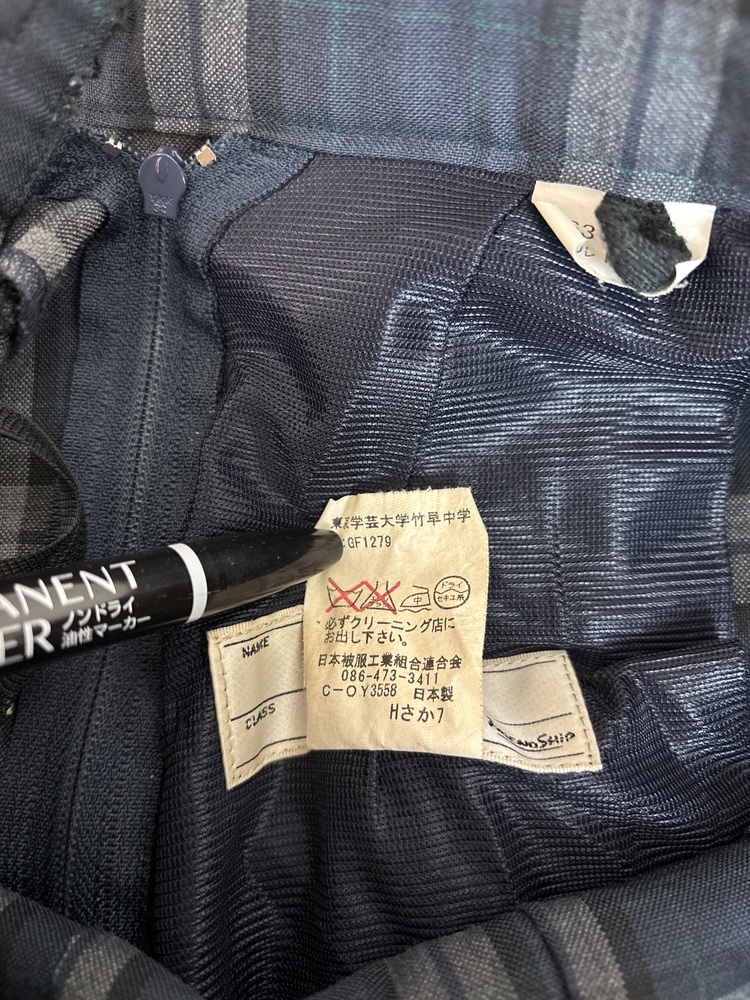 63
東京学芸大学竹早中学
:GF1279
ドライ
セキユ系
中
必ずクリーニング店に
お出し下さい。
日本被服工業組合連合会
086-473-3411
C-OY3558 日本製
Hさか7
NAME
CLASS
ノンドライ
油性マーカー